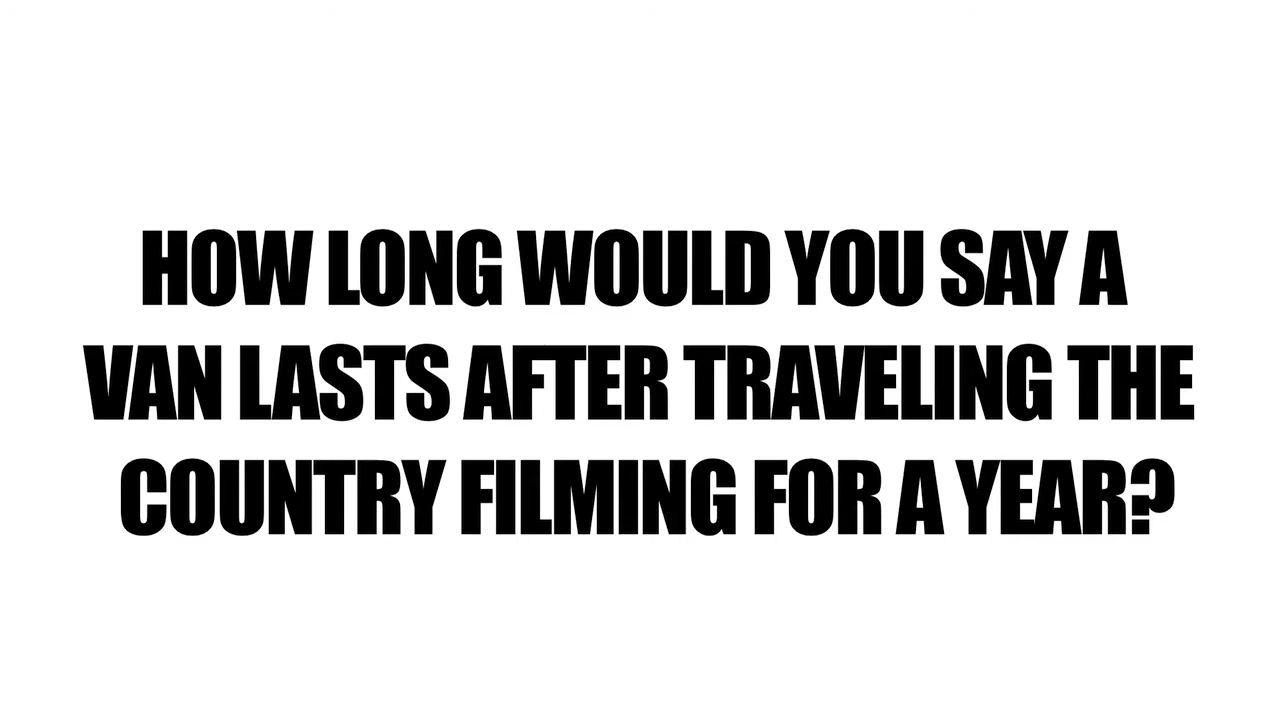 HOW LONG WOULD YOU SAY A
VAN LASTS AFTER TRAVELING THE
COUNTRY FILMING FOR A YEAR?